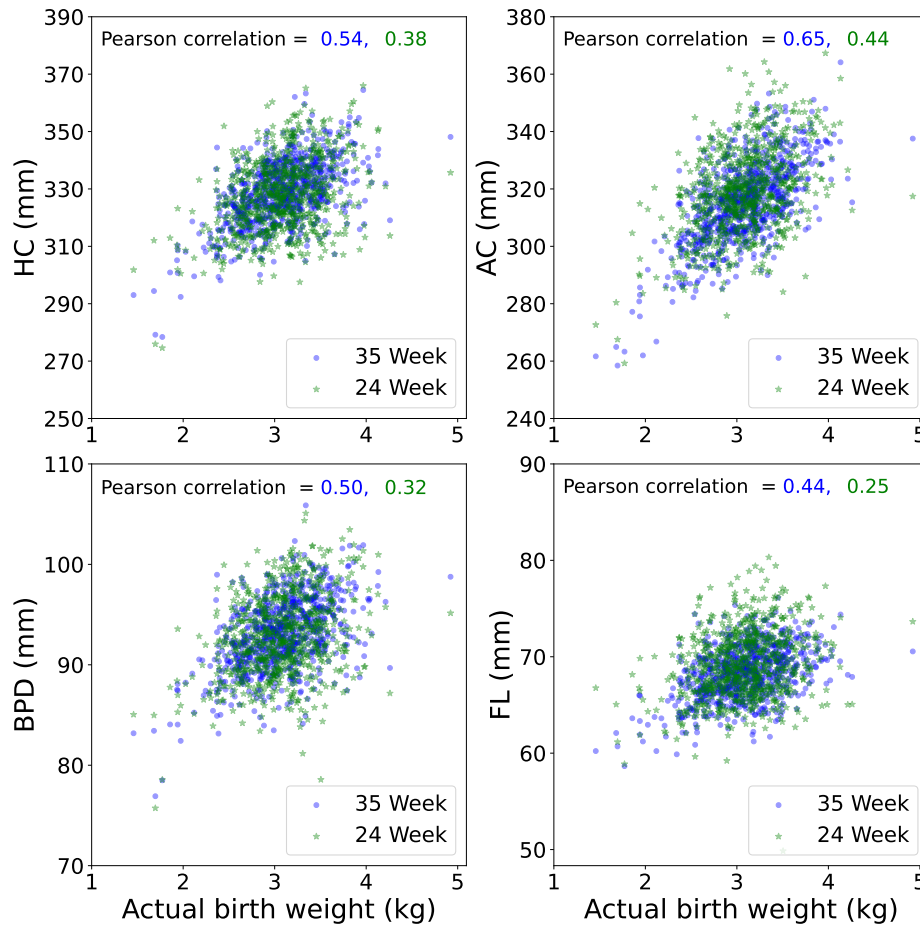 Pearson correlation = 0.54, 0.38
HC (mm)
390
370
350
330
310
290
270
250
1 2 3 4 5
35 Week
24 Week
Pearson correlation = 0.65, 0.44
AC (mm)
380
360
340
320
300
280
260
240
1 2 3 4 5
35 Week
24 Week
Pearson correlation = 0.50, 0.32
BPD (mm)
110
100
90
80
70
1 2 3 4 5
35 Week
24 Week
Actual birth weight (kg)
Pearson correlation = 0.44, 0.25
FL (mm)
90
80
70
60
50
1 2 3 4 5
35 Week
24 Week
Actual birth weight (kg)